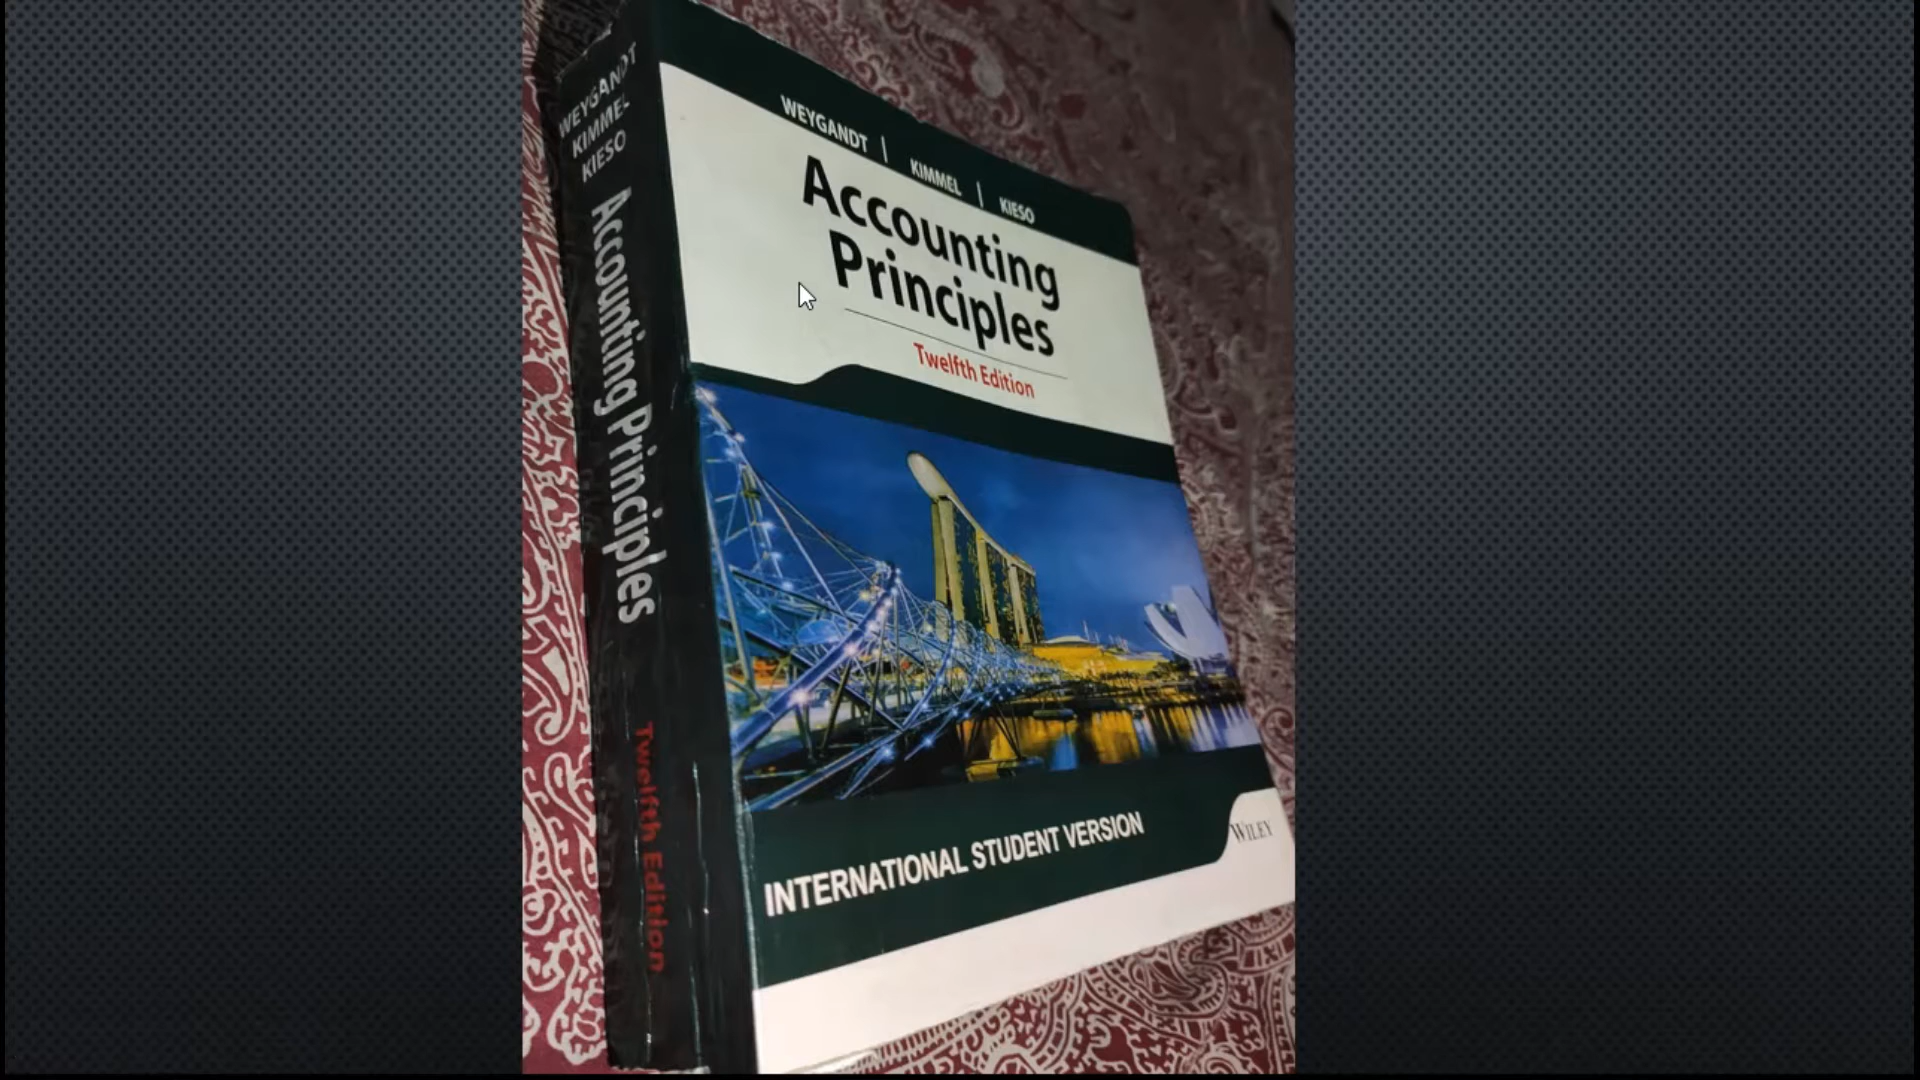 WEYGANDT
KIMMEL
KIESO
Accounting Principles
Twelfth Edition
WEYGANDT | KIMMEL | KIESO
Accounting
Principles
Twelfth Edition
INTERNATIONAL STUDENT VERSION
WILEY